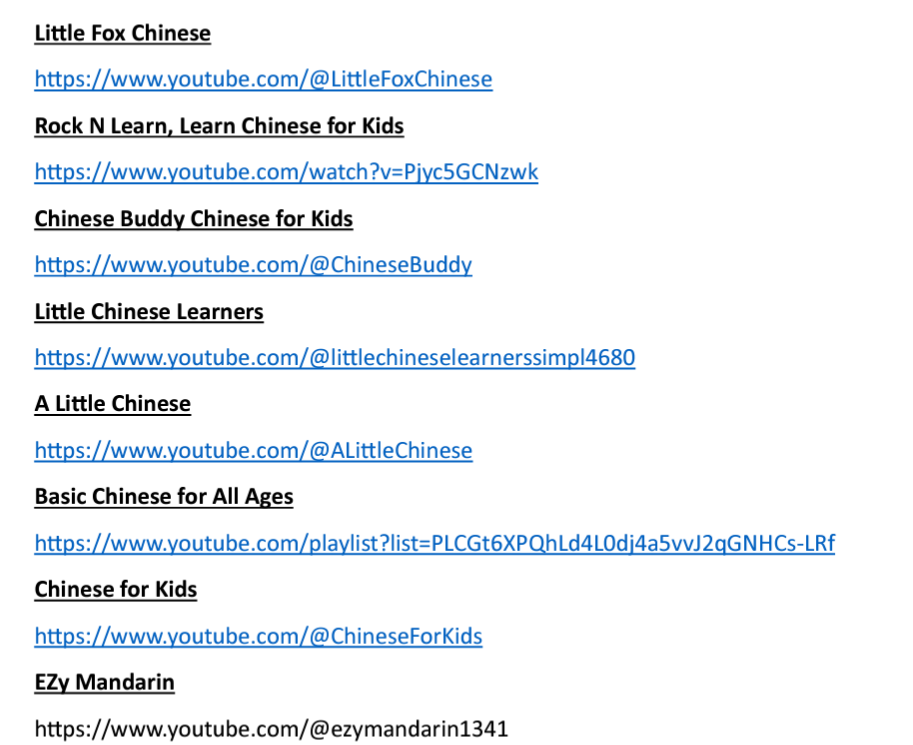 Little Fox Chinese
https://www.youtube.com/@LittleFoxChinese
Rock N Learn, Learn Chinese for Kids
https://www.youtube.com/watch?v=Pjyc5GCNzwk
Chinese Buddy Chinese for Kids
https://www.youtube.com/@ChineseBuddy
Little Chinese Learners
https://www.youtube.com/@littlechineselearnerssimpl4680
A Little Chinese
https://www.youtube.com/@ALittleChinese
Basic Chinese for All Ages
https://www.youtube.com/playlist?list=PLCGt6XPQhLd4L0dj4a5vvJ2qGNHCs-LRf
Chinese for Kids
https://www.youtube.com/@ChineseForKids
EZy Mandarin
https://www.youtube.com/@ezymandarin1341